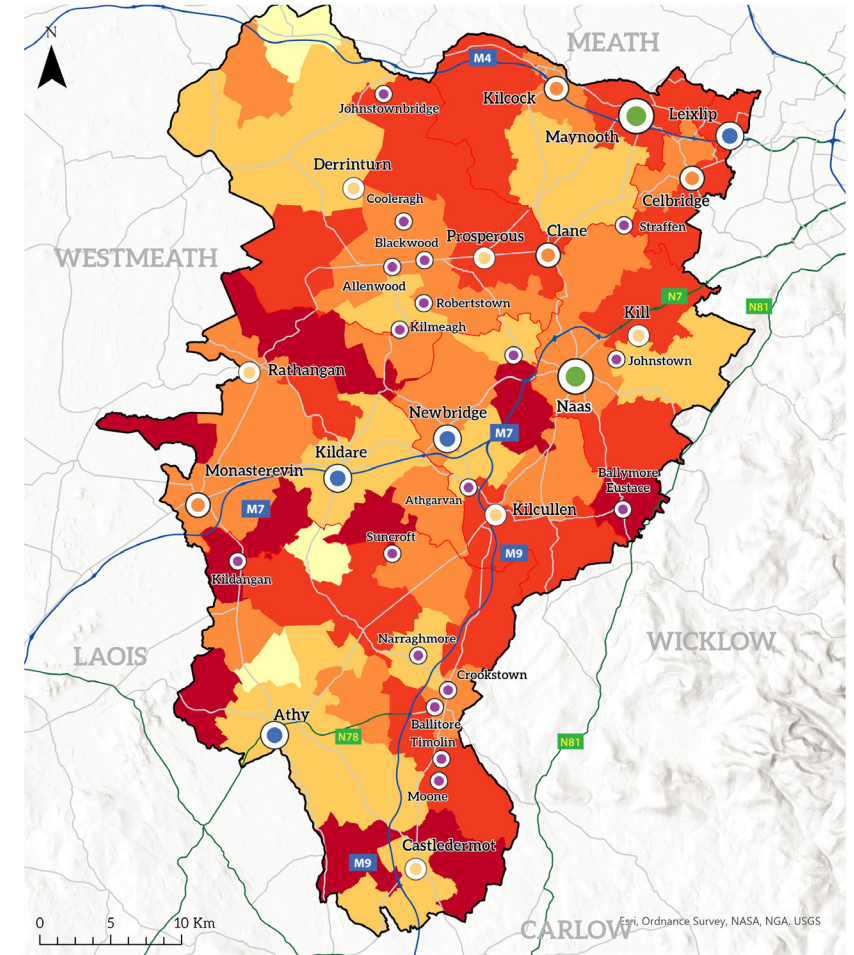 N
MEATH
M4
Kilcock
Johnstownbridge
Leixlip
Maynooth
Derrinturn
Celbridge
Cooleragh
Straffen
Blackwood
Prosperous
Clane
WESTMEATH
Allenwood
N7
Robertstown
N81
Kill
Kilmeagh
Johnstown
Rathangan
Naas
Newbridge
M7
Kildare
Monasterevin
Ballymore
Eustace
Athgarvan
M7
Kilcullen
Suncroft
M9
Kildangan
Narraghmore
WICKLOW
LAOIS
Crookstown
Athy
Ballitore
N78
Timolin
N81
Moone
Castledermot
M9
0 5 10 Km
Esri, Ordnance Survey, NASA, NGA, USGS
CARLOW